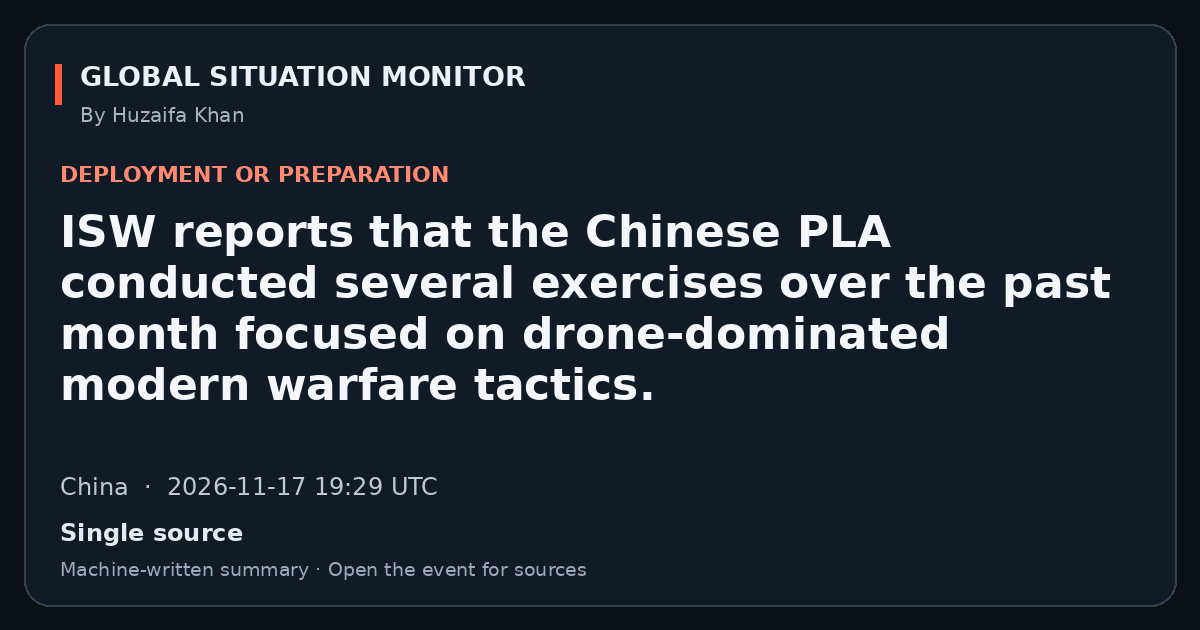 GLOBAL SITUATION MONITOR
By Huzaifa Khan
DEPLOYMENT OR PREPARATION
ISW reports that the Chinese PLA
conducted several exercises over the past
month focused on drone-dominated
modern warfare tactics.
China · 2026-11-17 19:29 UTC
Single source
Machine-written summary · Open the event for sources